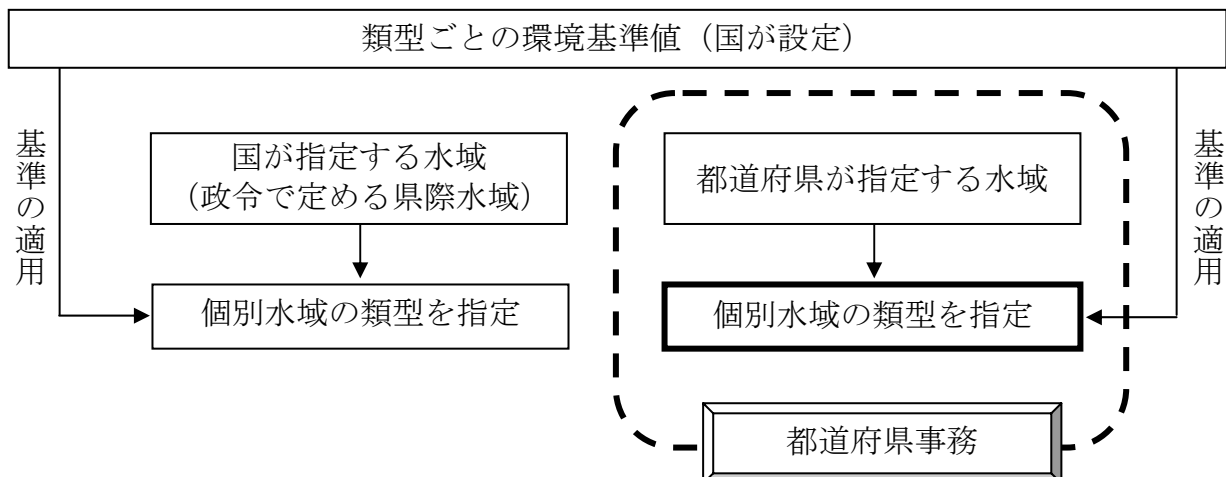 類型ごとの環境基準値（国が設定）
基準の適用
国が指定する水域
（政令で定める県際水域）
都道府県が指定する水域
基準の適用
個別水域の類型を指定
個別水域の類型を指定
都道府県事務